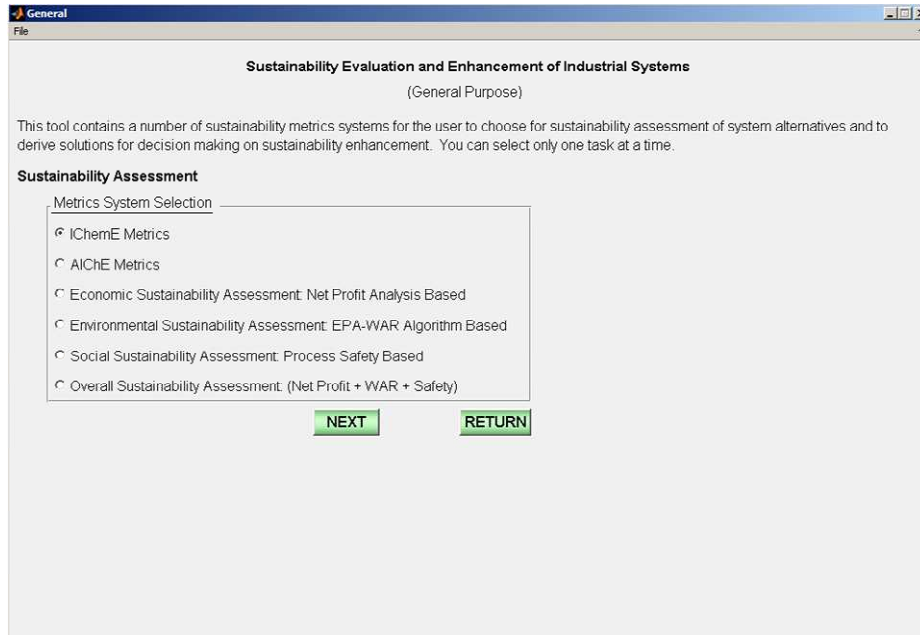 General
File
Sustainability Evaluation and Enhancement of Industrial Systems
(General Purpose)
This tool contains a number of sustainability metrics systems for the user to choose for sustainability assessment of system alternatives and to
derive solutions for decision making on sustainability enhancement. You can select only one task at a time.
Sustainability Assessment
Metrics System Selection
IChemE Metrics
AIChE Metrics
Economic Sustainability Assessment: Net Profit Analysis Based
Environmental Sustainability Assessment: EPA-WAR Algorithm Based
Social Sustainability Assessment: Process Safety Based
Overall Sustainability Assessment: (Net Profit + WAR + Safety)
NEXT RETURN